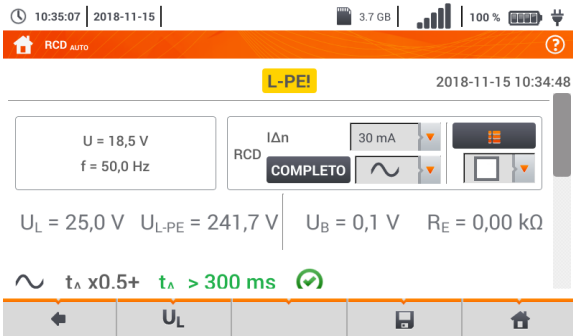 10:35:07 2018-11-15 3.7 GB 100 %
RCD AUTO
L-PE! 2018-11-15 10:34:48
U = 18,5 V
f = 50,0 Hz
RCD
IΔn 30 mA
COMPLETO
UL = 25,0 V UL-PE = 241,7 V UB = 0,1 V RE = 0,00 kΩ
tA x0.5+ tA > 300 ms
UL